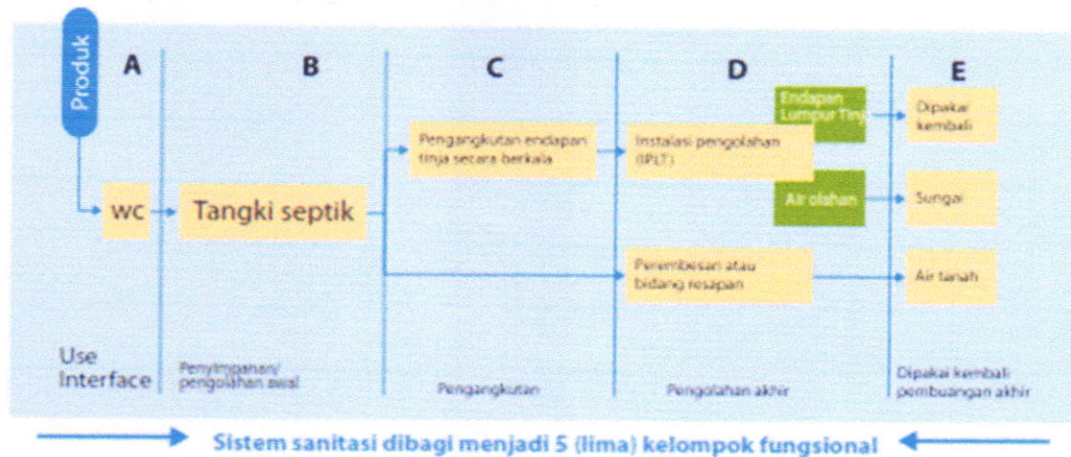 Produk
A
B
C
D
E
WC
Tangki septik
Pengangkutan endapan
tinja secara berkala
Instalasi pengolahan
(IPLT)
Endapan
Lumpur Tinj
Air olahan
Perembesan atau
bidang resapan
Dipakai
kembali
Sungai
Air tanah
Use
Interface
Penyimpanan/
pengolahan awal
Pengangkutan
Pengolahan akhir
Dipakai kembali
pembuangan akhir
Sistem sanitasi dibagi menjadi 5 (lima) kelompok fungsional